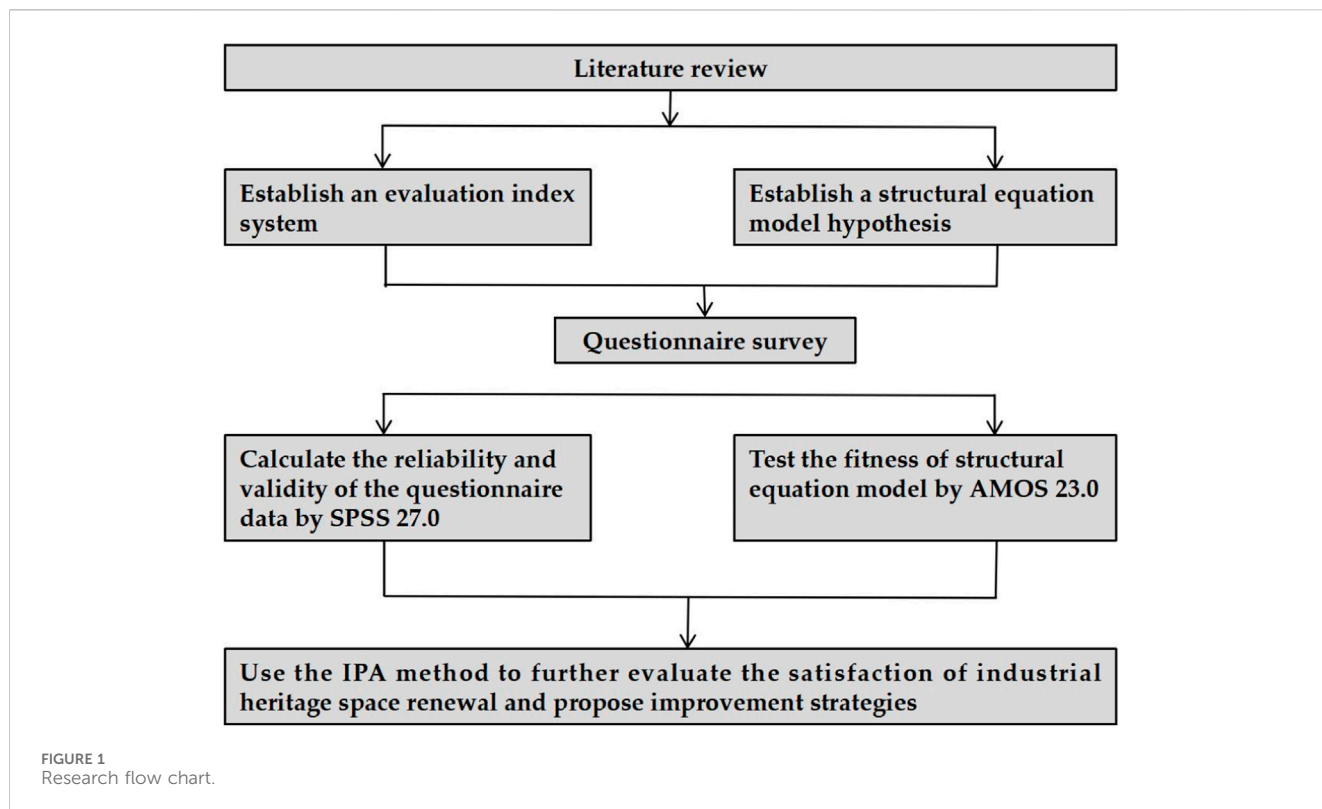 Literature review
Establish an evaluation index
system
Establish a structural equation
model hypothesis
Questionnaire survey
Calculate the reliability and
validity of the questionnaire
data by SPSS 27.0
Test the fitness of structural
equation model by AMOS 23.0
Use the IPA method to further evaluate the satisfaction of industrial
heritage space renewal and propose improvement strategies
FIGURE 1
Research flow chart.